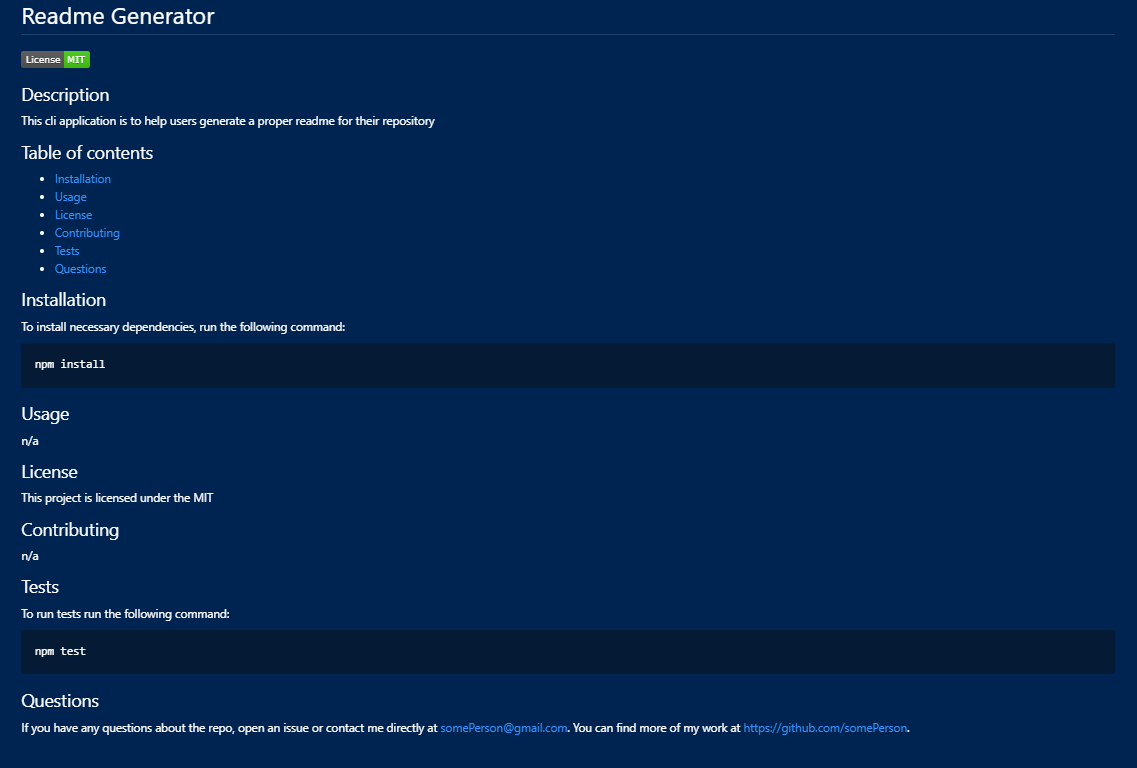 Readme Generator
License MIT
Description
This cli application is to help users generate a proper readme for their repository
Table of contents
Installation
Usage
License
Contributing
Tests
Questions
Installation
To install necessary dependencies, run the following command:
npm install
Usage
n/a
License
This project is licensed under the MIT
Contributing
n/a
Tests
To run tests run the following command:
npm test
Questions
If you have any questions about the repo, open an issue or contact me directly at somePerson@gmail.com. You can find more of my work at https://github.com/somePerson.